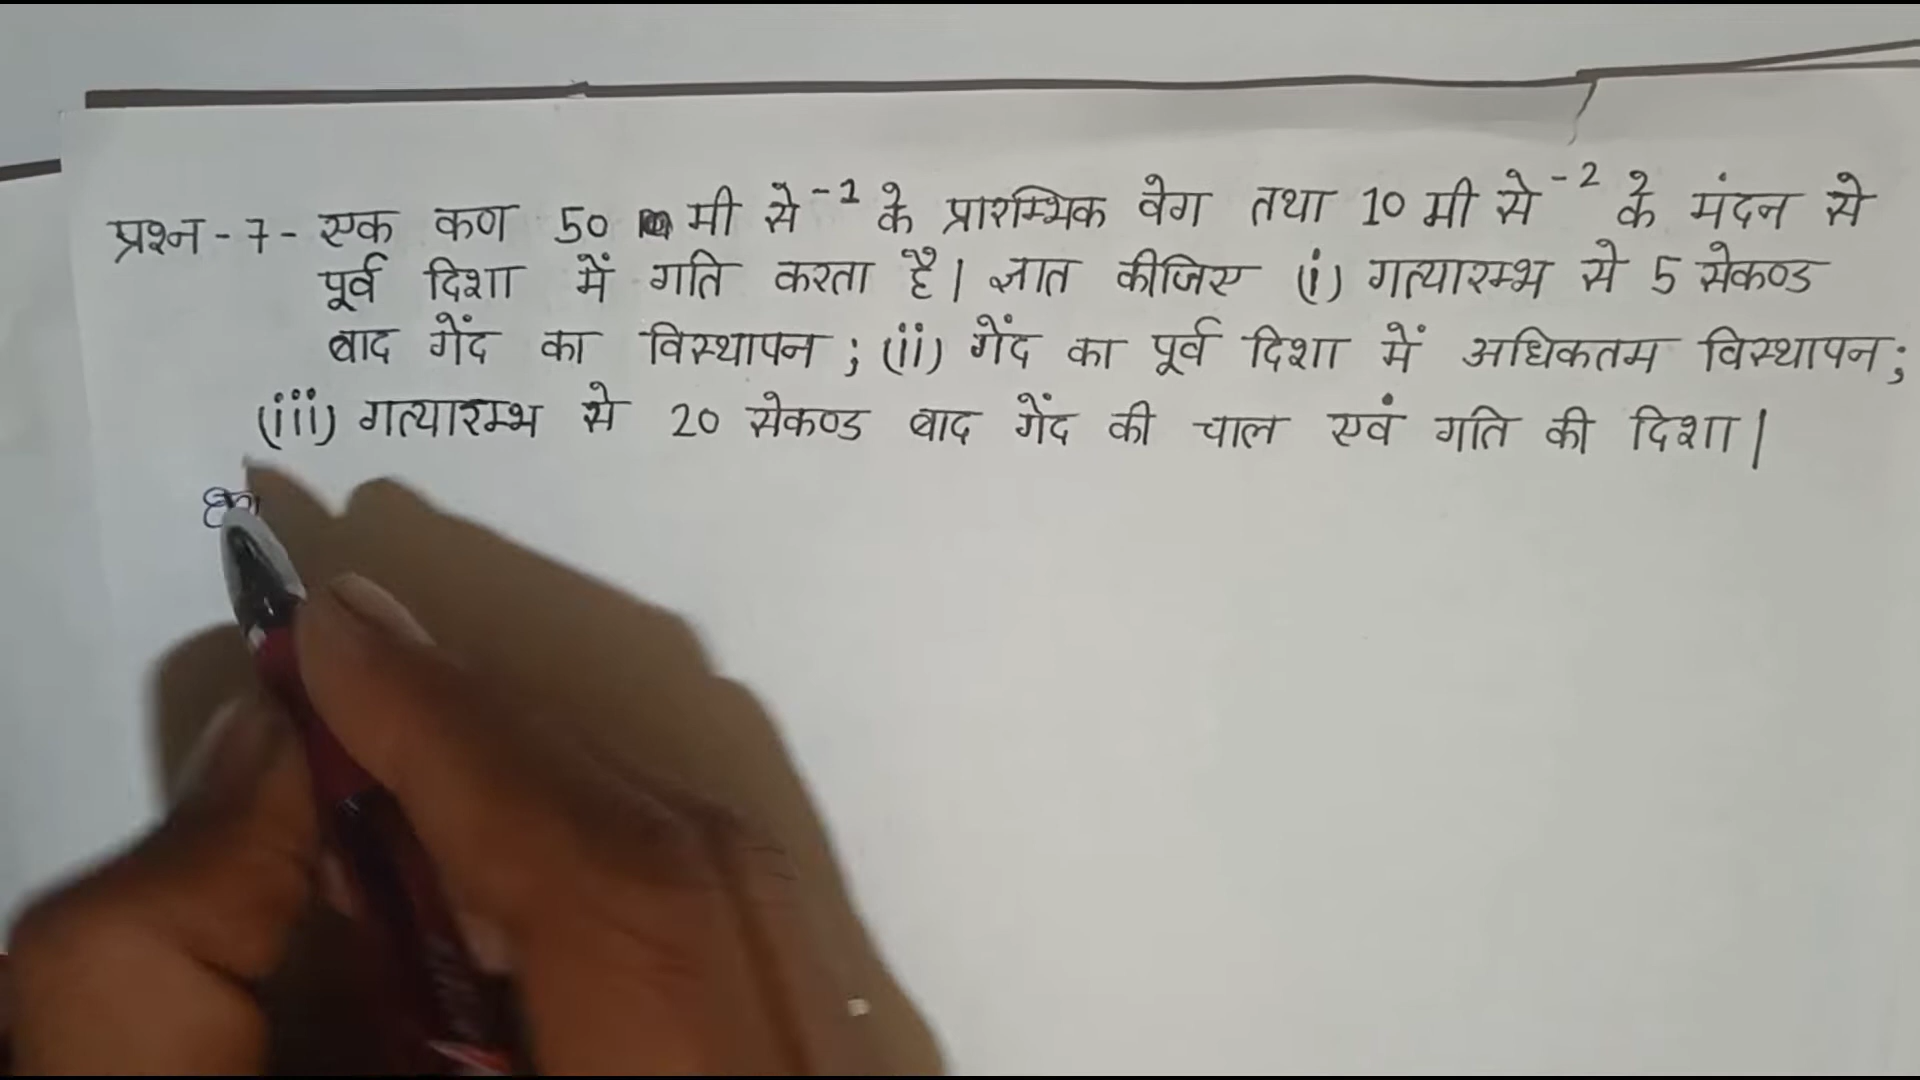 प्रश्न - 7 - एक कण 50 मी से⁻¹ के प्रारम्भिक वेग तथा 10 मी से⁻² के मंदन से
पूर्व दिशा में गति करता है। ज्ञात कीजिए (i) गत्यारम्भ से 5 सेकण्ड
बाद गेंद का विस्थापन ; (ii) गेंद का पूर्व दिशा में अधिकतम विस्थापन ;
(iii) गत्यारम्भ से 20 सेकण्ड बाद गेंद की चाल एवं गति की दिशा।